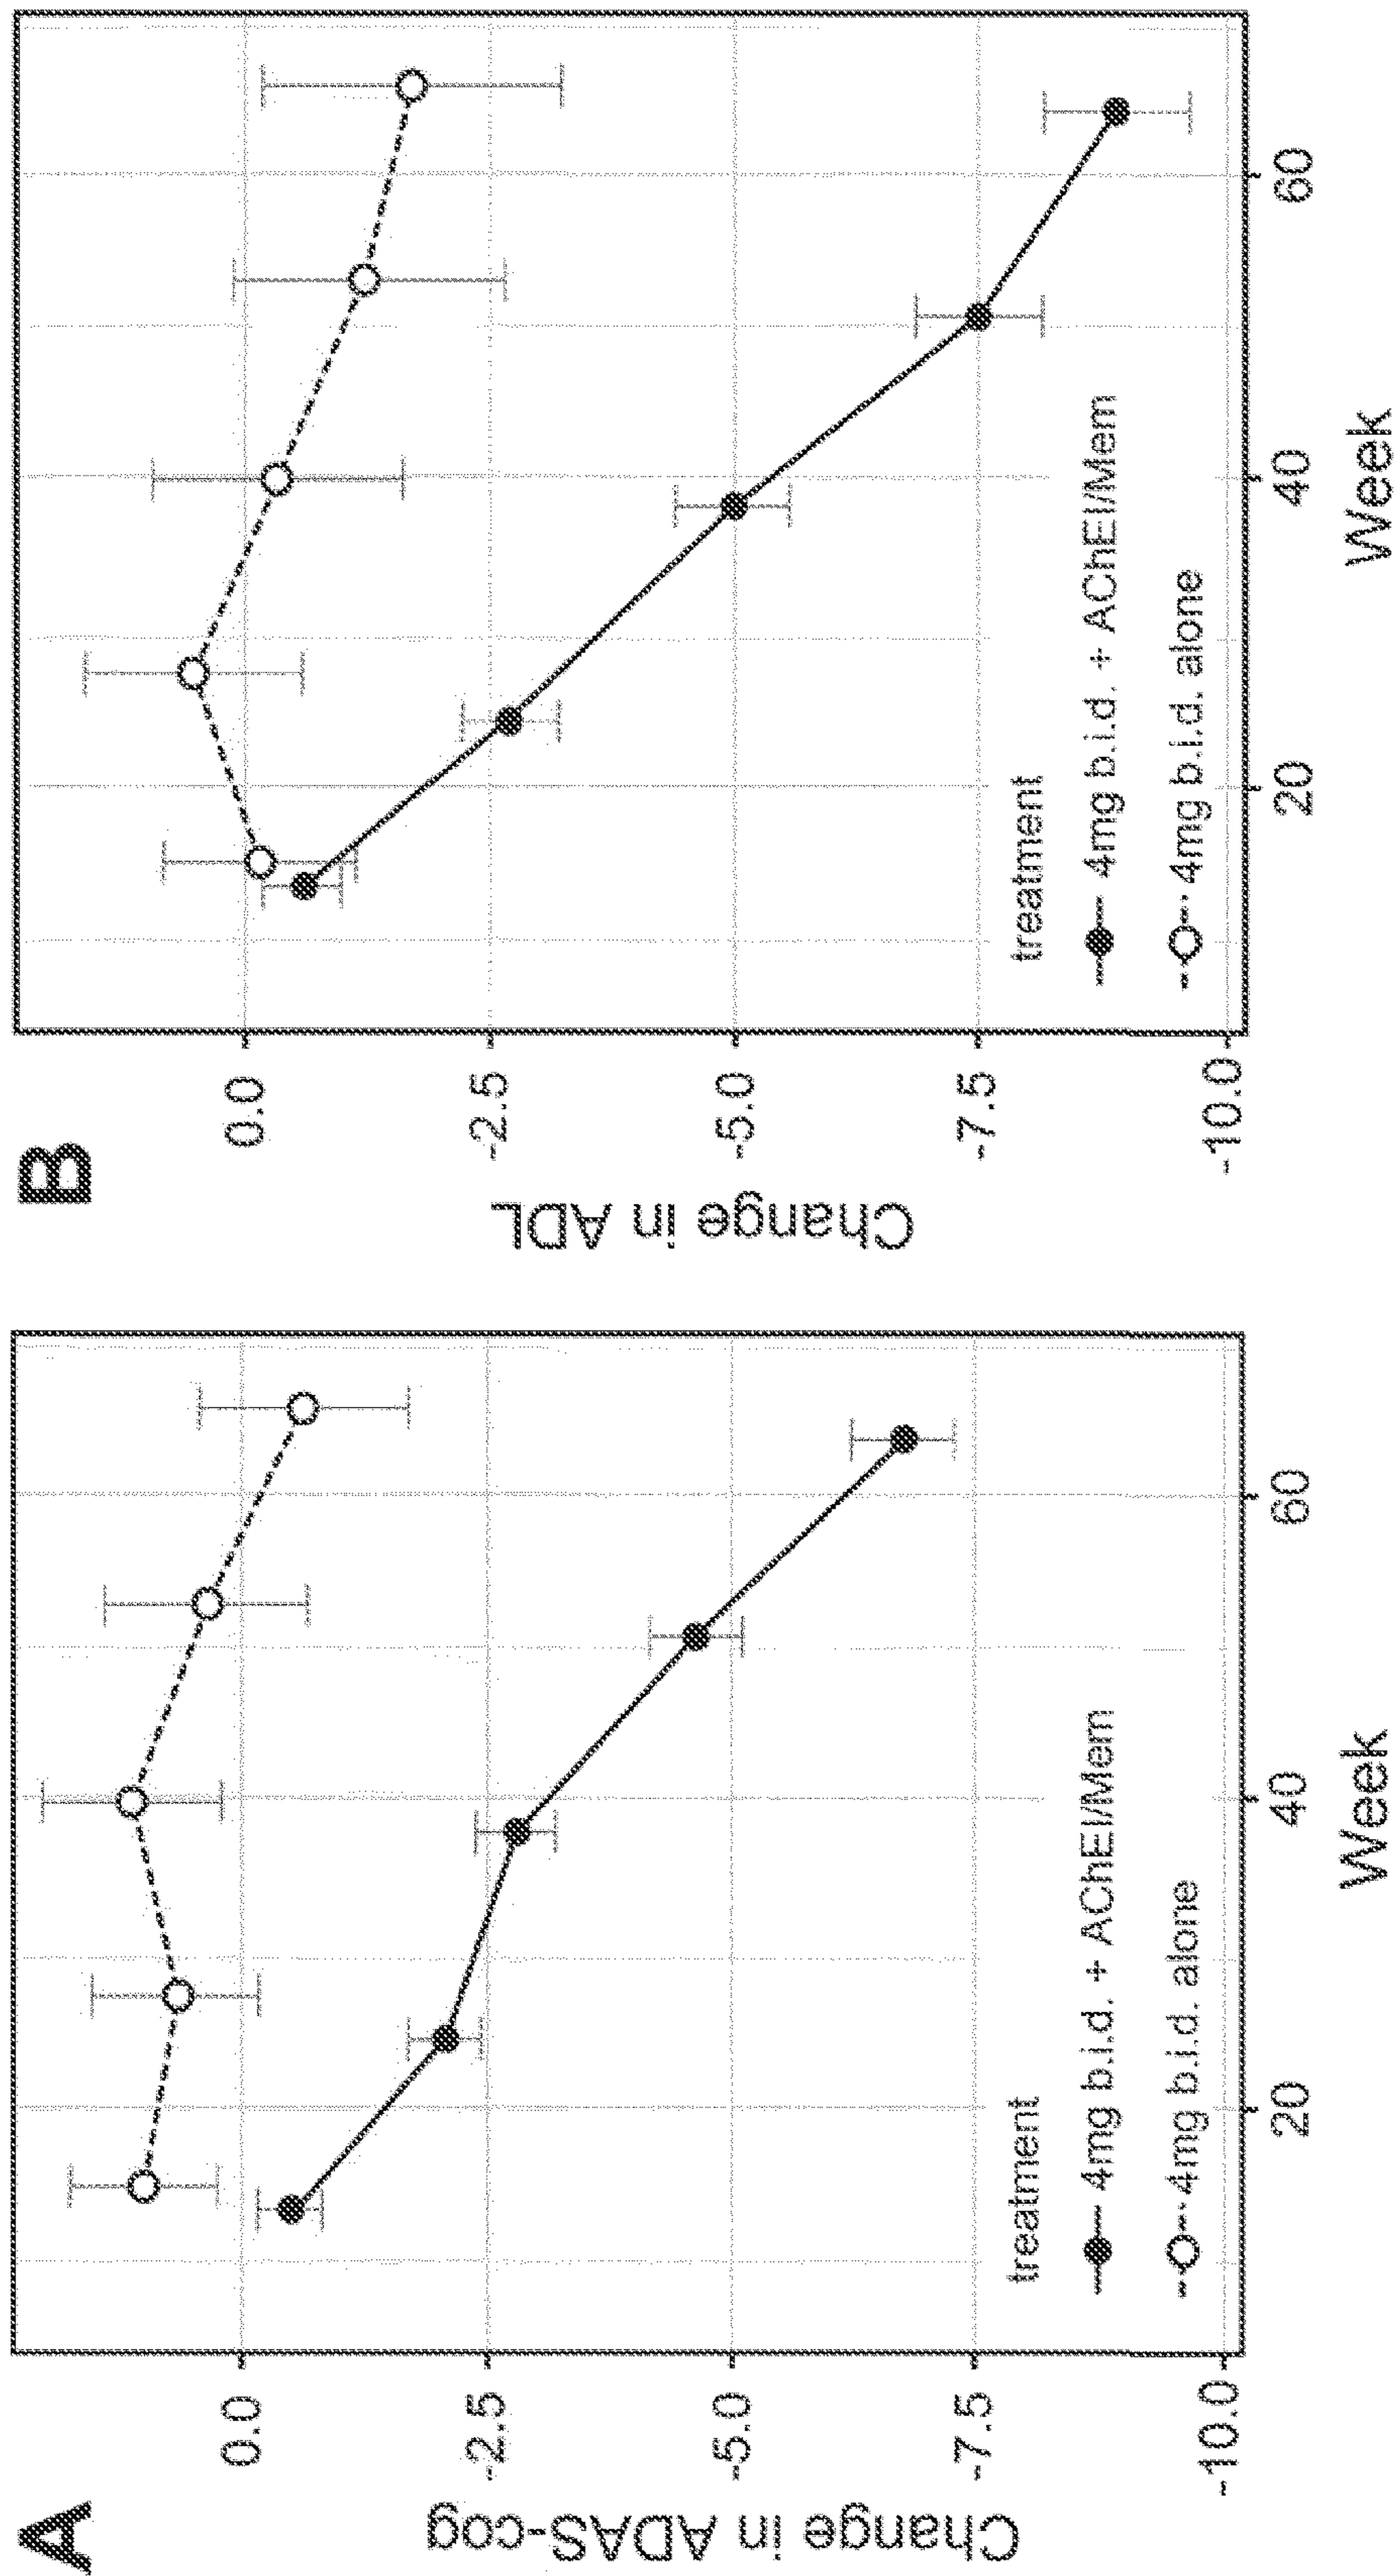 A
Change in ADAS-cog
0.0
-2.5
-5.0
-7.5
-10.0
treatment
4mg b.i.d. + AChEI/Mem
4mg b.i.d. alone
20
40
60
Week
B
Change in ADL
0.0
-2.5
-5.0
-7.5
-10.0
treatment
4mg b.i.d. + AChEI/Mem
4mg b.i.d. alone
20
40
60
Week